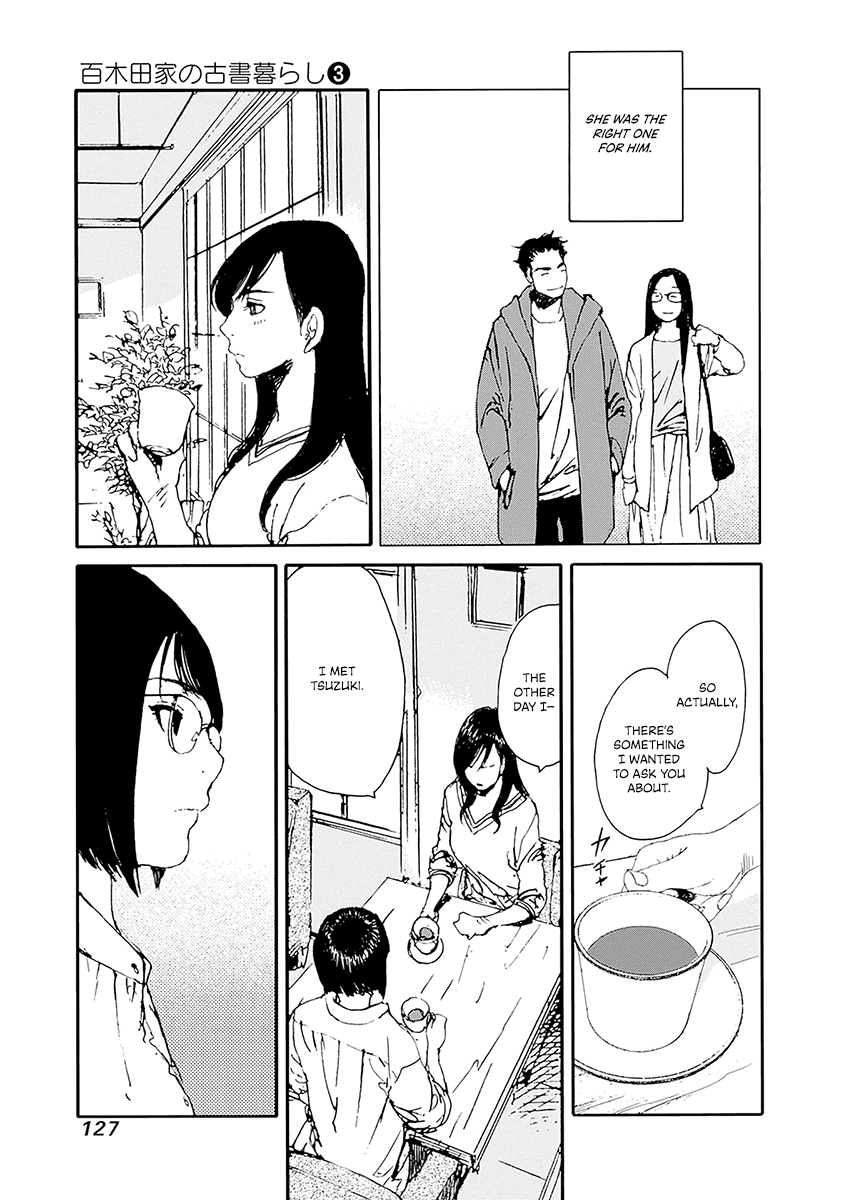 百木田家の古書暮らし❸
SHE WAS THE
RIGHT ONE
FOR HIM.
SO
ACTUALLY,
THERE'S
SOMETHING
I WANTED
TO ASK YOU
ABOUT.
カチャ
THE
OTHER
DAY I–
I MET
TSUZUKI.
127